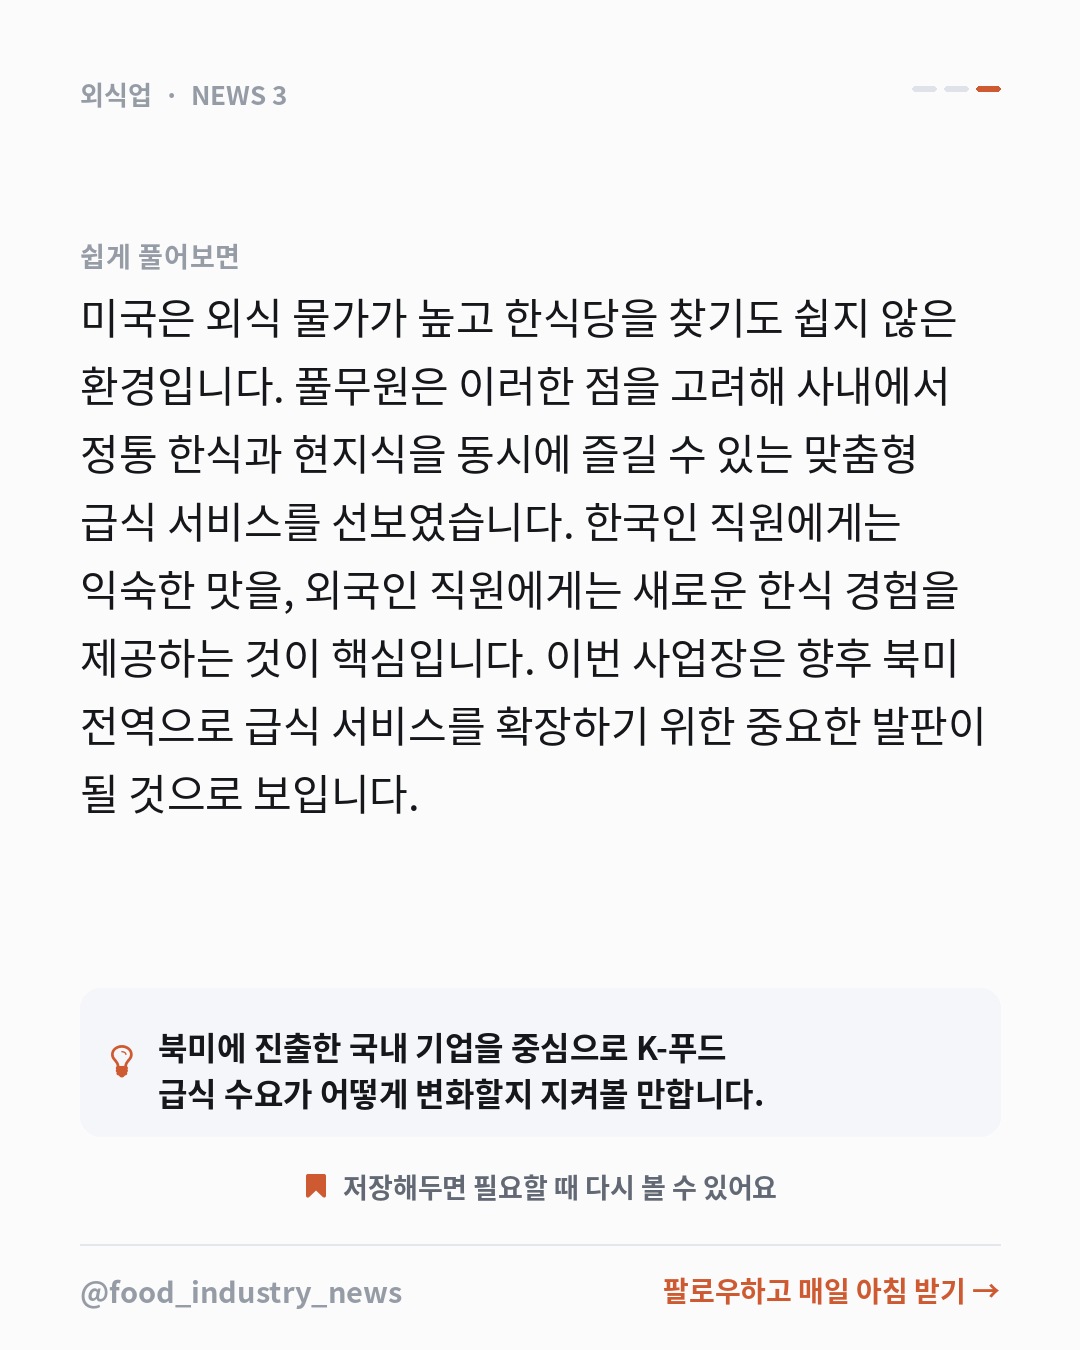 외식업 · NEWS 3
쉽게 풀어보면
미국은 외식 물가가 높고 한식당을 찾기도 쉽지 않은
환경입니다. 풀무원은 이러한 점을 고려해 사내에서
정통 한식과 현지식을 동시에 즐길 수 있는 맞춤형
급식 서비스를 선보였습니다. 한국인 직원에게는
익숙한 맛을, 외국인 직원에게는 새로운 한식 경험을
제공하는 것이 핵심입니다. 이번 사업장은 향후 북미
전역으로 급식 서비스를 확장하기 위한 중요한 발판이
될 것으로 보입니다.
북미에 진출한 국내 기업을 중심으로 K-푸드
급식 수요가 어떻게 변화할지 지켜볼 만합니다.
저장해두면 필요할 때 다시 볼 수 있어요
@food_industry_news
팔로우하고 매일 아침 받기 →